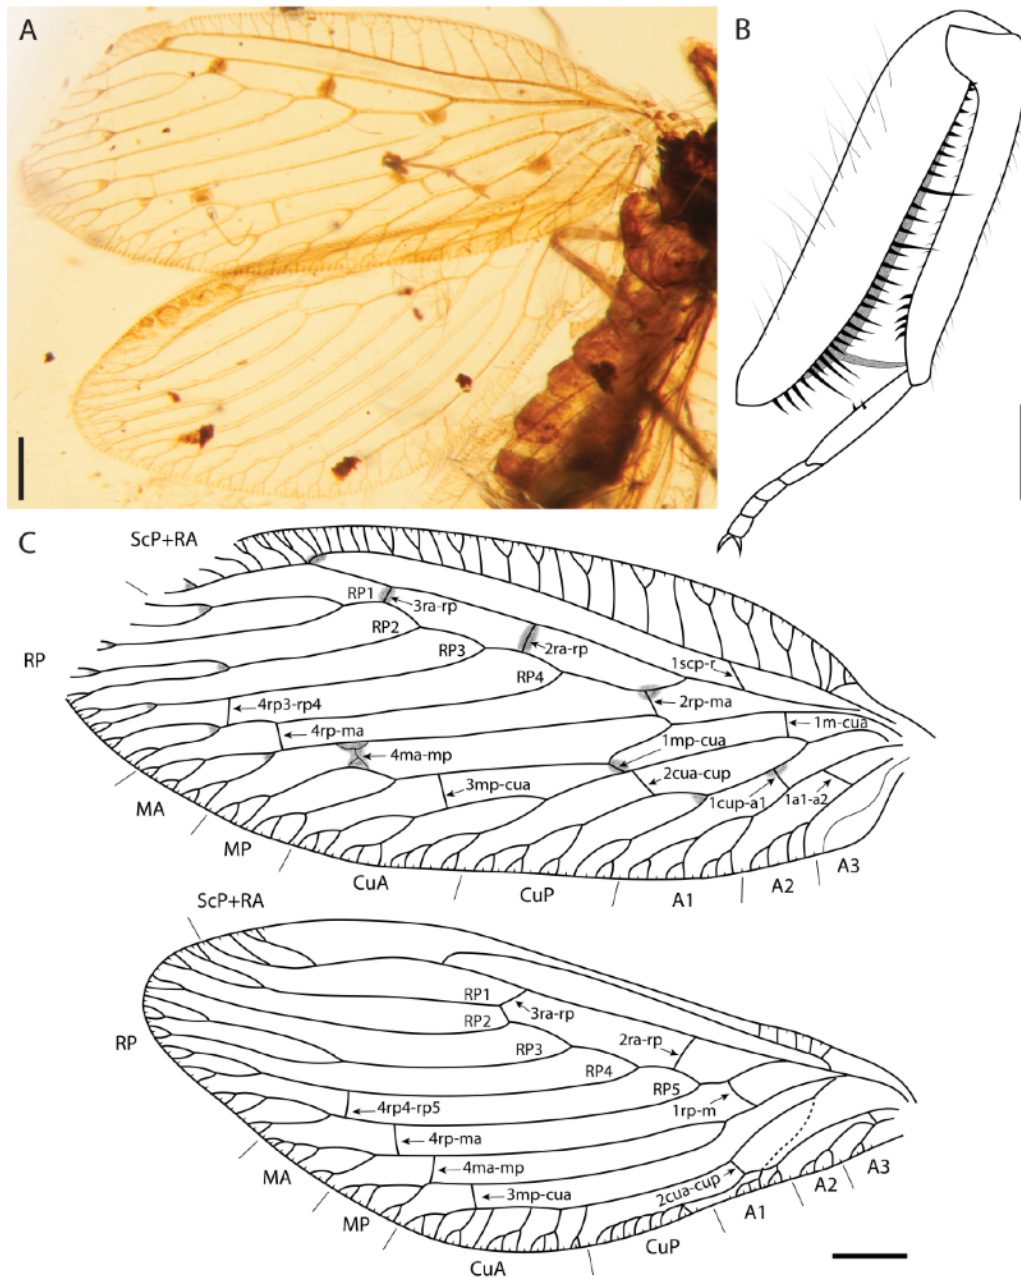 A
B
C
ScP+RA
RP1
3ra-rp
RP2
2ra-rp
RP3
RP
RP4
1scp-r
4rp3-rp4
2rp-ma
4rp-ma
1mp-cua
1m-cua
4ma-mp
2cua-cup
3mp-cua
1cup-a1
1a1-a2
MA
MP
CuA
CuP
A1
A2
A3
ScP+RA
RP1
3ra-rp
RP2
2ra-rp
RP
RP3
RP4
RP5
1rp-m
4rp4-rp5
4rp-ma
4ma-mp
2cua-cup
3mp-cua
MA
MP
CuA
CuP
A1
A2
A3